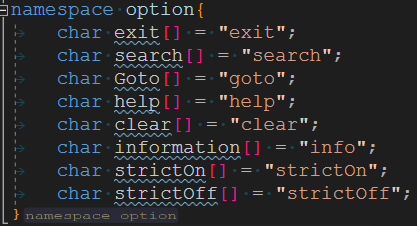 namespace option{
char exit[] = "exit";
char search[] = "search";
char Goto[] = "goto";
char help[] = "help";
char clear[] = "clear";
char information[] = "info";
char strictOn[] = "strictOn";
char strictOff[] = "strictOff";
} namespace option